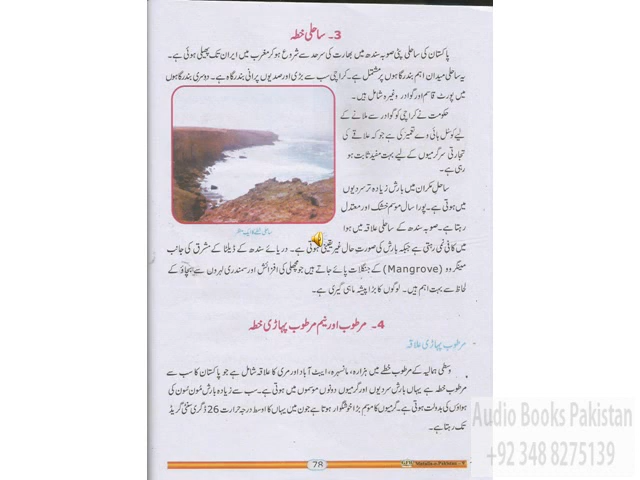 3۔ ساحلی خطہ
پاکستان کی ساحلی پٹی صوبہ سندھ میں بھارت کی سرحد سے شروع ہو کر مغرب میں ایران تک پھیلی ہوئی ہے۔
یہ ساحلی میدان اہم بندرگاہوں پر مشتمل ہے۔ کراچی سب سے بڑی اور صدیوں پرانی بندرگاہ ہے۔ دوسری بندرگاہوں
میں پورٹ قاسم اور گوادر وغیرہ شامل ہیں۔
حکومت نے کراچی کو گوادر سے ملانے کے
لیے کوسٹل ہائی وے تعمیر کی ہے جو کہ علاقے کی
تجارتی سرگرمیوں کے لیے بہت مفید ثابت ہو
رہی ہے۔
ساحل مکران میں بارش زیادہ تر سردیوں
میں ہوتی ہے۔ پورا سال موسم خشک اور معتدل
رہتا ہے۔ صوبہ سندھ کے ساحلی علاقہ میں ہوا
ساحلی خطے کا ایک منظر
میں کافی نمی رہتی ہے جبکہ بارش کی صورت حال غیر یقینی ہوتی ہے۔ دریائے سندھ کے ڈیلٹا کے مشرق کی جانب
مینگروو (Mangrove) کے جنگلات پائے جاتے ہیں جو مچھلی کی افزائش اور سمندری لہروں سے بچاؤ کے
لحاظ سے بہت اہم ہیں۔ لوگوں کا بڑا پیشہ ماہی گیری ہے۔
4۔ مرطوب اور نیم مرطوب پہاڑی خطہ
مرطوب پہاڑی علاقہ
وسطی ہمالیہ کے مرطوب خطے میں ہزارہ، مانسہرہ، ایبٹ آباد اور مری کا علاقہ شامل ہے جو پاکستان کا سب سے
مرطوب خطہ ہے یہاں بارش سردیوں اور گرمیوں دونوں موسموں میں ہوتی ہے۔ سب سے زیادہ بارش مون سون کی
ہواؤں کی بدولت ہوتی ہے۔ گرمیوں کا موسم بڑا خوشگوار ہوتا ہے جون میں یہاں کا اوسط درجہ حرارت 26 ڈگری سنٹی گریڈ
تک رہتا ہے۔
Audio Books Pakistan
+92 348 8275139
78
GEM Mutalia-e-Pakistan - 7